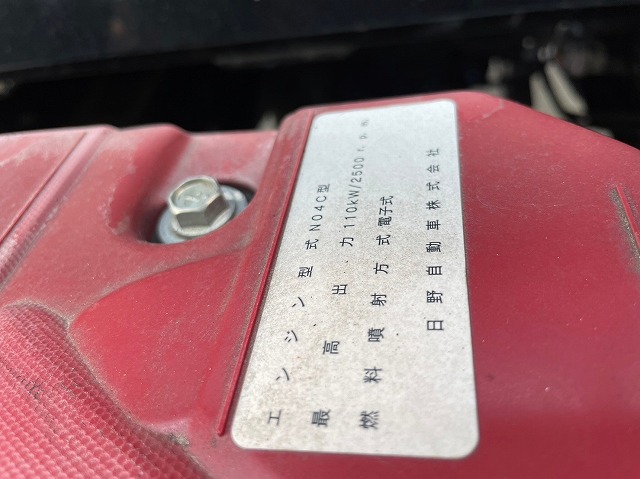 エンジン型式 N04C型
最高出力 110kW/2500 r.p.m
燃料噴射方式 電子式
日野自動車株式会社